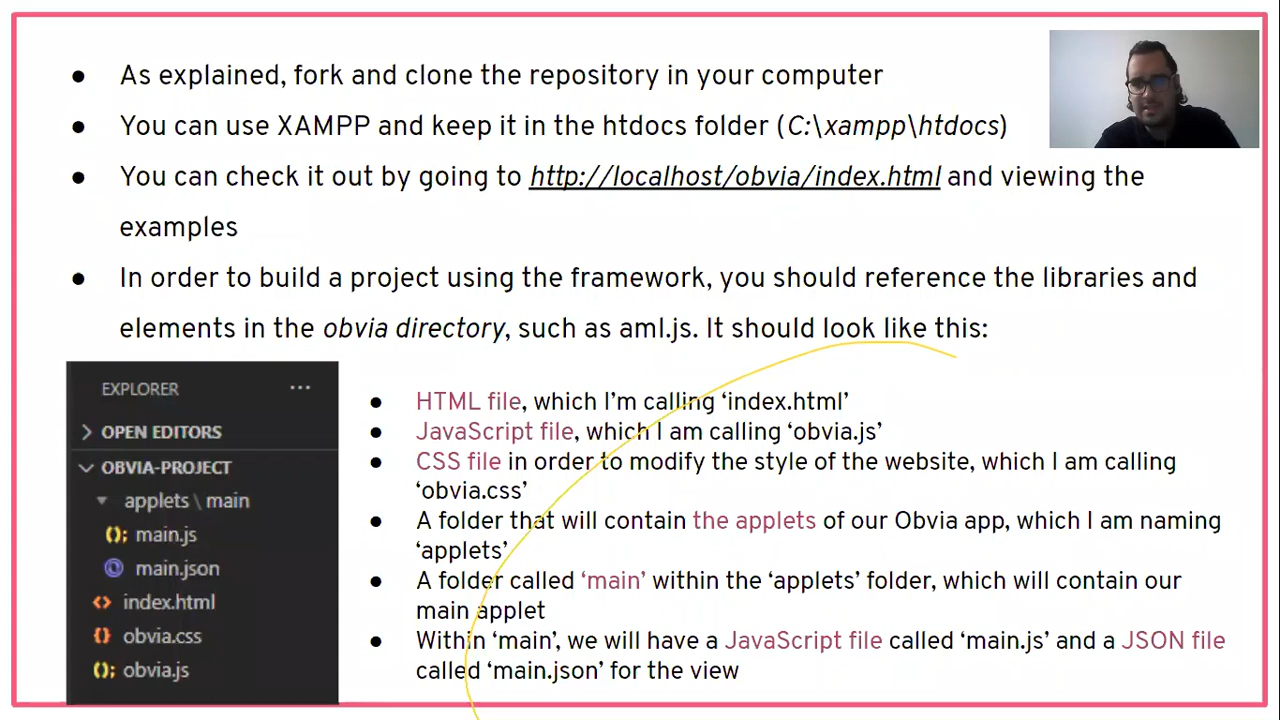 As explained, fork and clone the repository in your computer
You can use XAMPP and keep it in the htdocs folder (C:\xampp\htdocs)
You can check it out by going to http://localhost/obvia/index.html and viewing the
examples
In order to build a project using the framework, you should reference the libraries and
elements in the obvia directory, such as aml.js. It should look like this:
EXPLORER ...
OPEN EDITORS
OBVIA-PROJECT
applets \ main
main.js
main.json
index.html
obvia.css
obvia.js
HTML file, which I'm calling ‘index.html’
JavaScript file, which I am calling ‘obvia.js’
CSS file in order to modify the style of the website, which I am calling
‘obvia.css’
A folder that will contain the applets of our Obvia app, which I am naming
‘applets’
A folder called ‘main’ within the ‘applets’ folder, which will contain our
main applet
Within ‘main’, we will have a JavaScript file called ‘main.js’ and a JSON file
called ‘main.json’ for the view